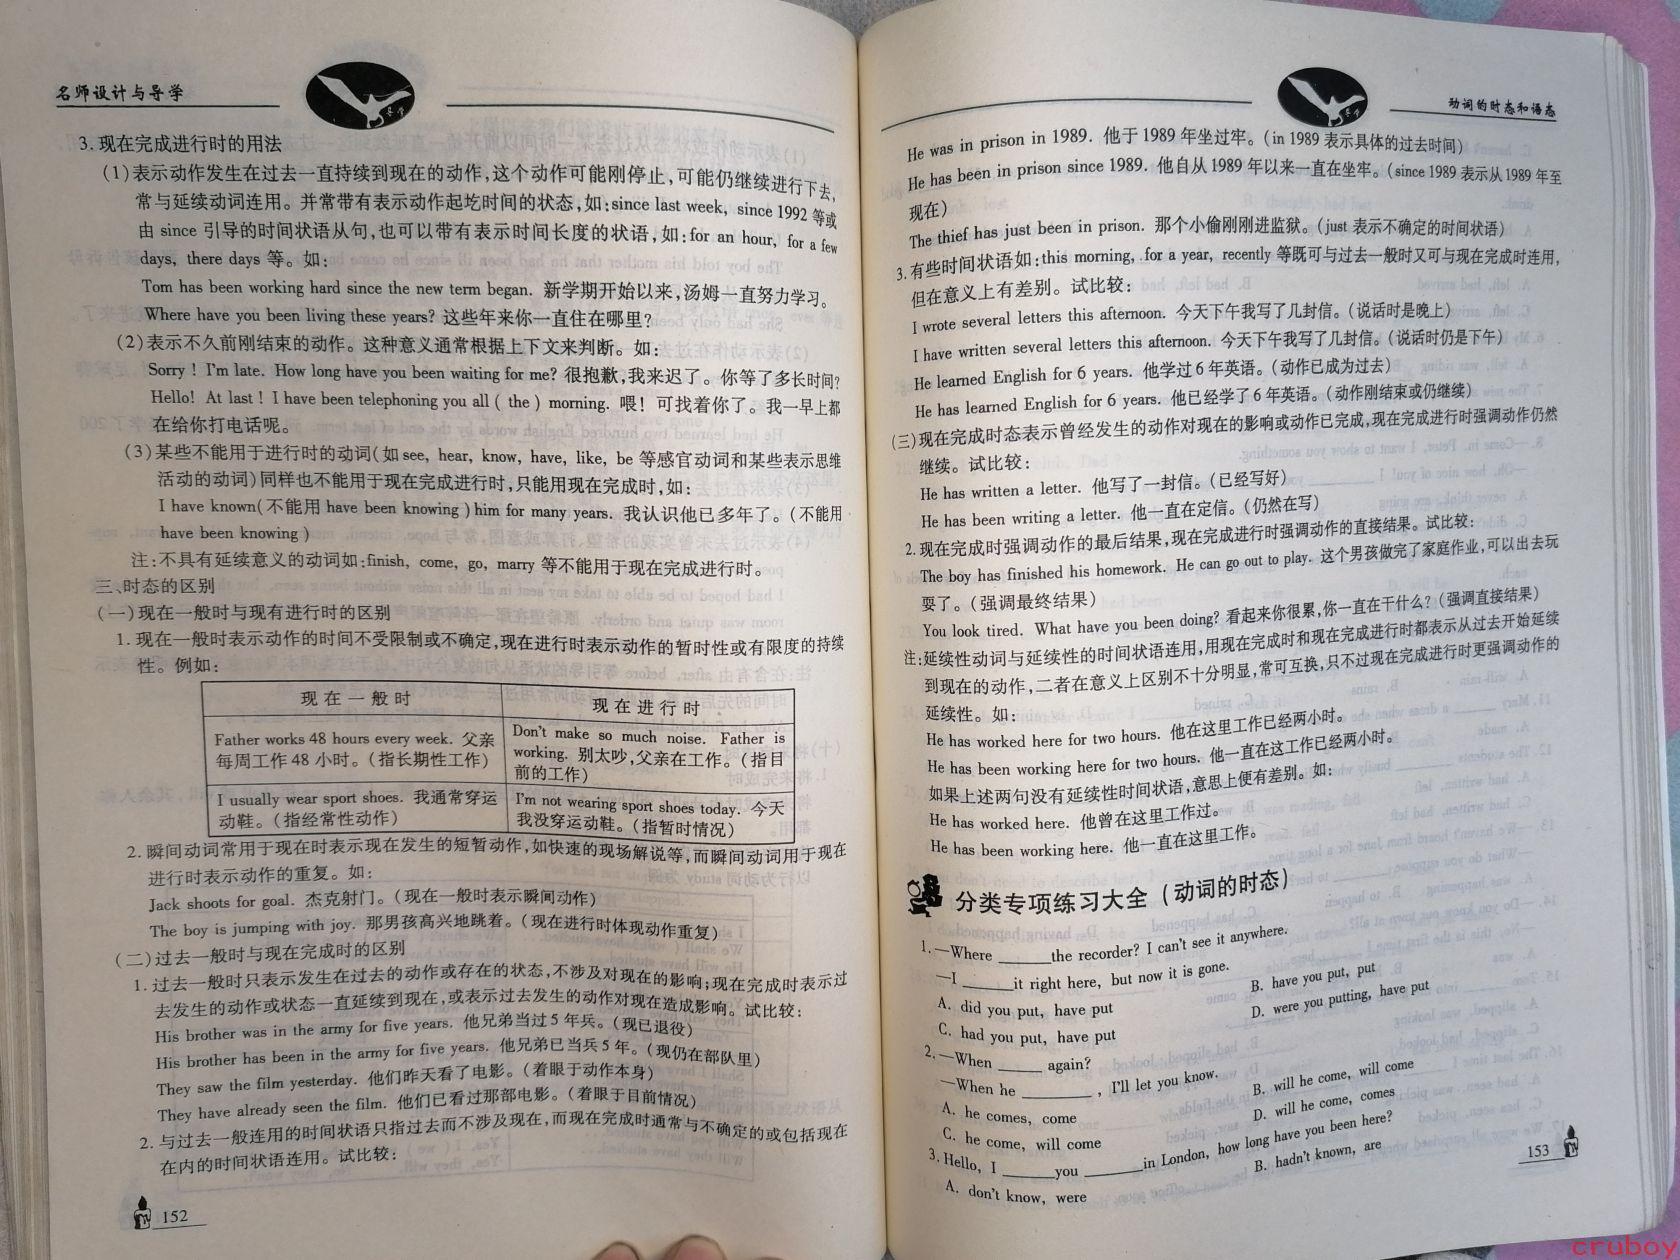 名师设计与导学
3. 现在完成进行时的用法
(1)表示动作发生在过去一直持续到现在的动作,这个动作可能刚停止,可能仍继续进行下去,
常与延续动词连用。并常带有表示动作起圪时间的状态,如:since last week, since 1992 等或
由 since 引导的时间状语从句,也可以带有表示时间长度的状语,如:for an hour, for a few
days, there days 等。如:
Tom has been working hard since the new term began. 新学期开始以来,汤姆一直努力学习。
Where have you been living these years? 这些年来你一直住在哪里?
(2)表示不久前刚结束的动作。这种意义通常根据上下文来判断。如:
Sorry ! I'm late. How long have you been waiting for me? 很抱歉,我来迟了。你等了多长时间?
Hello! At last ! I have been telephoning you all ( the ) morning. 喂! 可找着你了。我一早上都
在给你打电话呢。
(3)某些不能用于进行时的动词(如 see, hear, know, have, like, be 等感官动词和某些表示思维
活动的动词)同样也不能用于现在完成进行时,只能用现在完成时,如:
I have known(不能用 have been knowing )him for many years. 我认识他已多年了。(不能用
have been knowing )
注:不具有延续意义的动词如:finish, come, go, marry 等不能用于现在完成进行时。
三、时态的区别
(一)现在一般时与现有进行时的区别
1. 现在一般时表示动作的时间不受限制或不确定,现在进行时表示动作的暂时性或有限度的持续
性。例如:
现 在 一 般 时
现 在 进 行 时
Father works 48 hours every week. 父亲
每周工作 48 小时。(指长期性工作)
Don't make so much noise. Father is
working. 别太吵,父亲在工作。(指目
前的工作)
I usually wear sport shoes. 我通常穿运
动鞋。(指经常性动作)
I'm not wearing sport shoes today. 今天
我没穿运动鞋。(指暂时情况)
2. 瞬间动词常用于现在时表示现在发生的短暂动作,如快速的现场解说等,而瞬间动词用于现在
进行时表示动作的重复。如:
Jack shoots for goal. 杰克射门。(现在一般时表示瞬间动作)
The boy is jumping with joy. 那男孩高兴地跳着。(现在进行时体现动作重复)
(二)过去一般时与现在完成时的区别
1. 过去一般时只表示发生在过去的动作或存在的状态,不涉及对现在的影响;现在完成时表示过
去发生的动作或状态一直延续到现在,或表示过去发生的动作对现在造成影响。试比较:
His brother was in the army for five years. 他兄弟当过 5 年兵。(现已退役)
His brother has been in the army for five years. 他兄弟已当兵 5 年。(现仍在部队里)
They saw the film yesterday. 他们昨天看了电影。(着眼于动作本身)
They have already seen the film. 他们已看过那部电影。(着眼于目前情况)
2. 与过去一般连用的时间状语只指过去而不涉及现在,而现在完成时通常与不确定的或包括现在
在内的时间状语连用。试比较:
152
动词的时态和语态
He was in prison in 1989. 他于 1989 年坐过牢。(in 1989 表示具体的过去时间)
He has been in prison since 1989. 他自从 1989 年以来一直在坐牢。(since 1989 表示从 1989 年至
现在)
The thief has just been in prison. 那个小偷刚刚进监狱。(just 表示不确定的时间状语)
3. 有些时间状语如:this morning, for a year, recently 等既可与过去一般时又可与现在完成时连用,
但在意义上有差别。试比较:
I wrote several letters this afternoon. 今天下午我写了几封信。(说话时是晚上)
I have written several letters this afternoon. 今天下午我写了几封信。(说话时仍是下午)
He learned English for 6 years. 他学过 6 年英语。(动作已成为过去)
He has learned English for 6 years. 他已经学了 6 年英语。(动作刚结束或仍继续)
(三)现在完成时态表示曾经发生的动作对现在的影响或动作已完成,现在完成进行时强调动作仍然
继续。试比较:
He has written a letter. 他写了一封信。(已经写好)
He has been writing a letter. 他一直在定信。(仍然在写)
2. 现在完成时强调动作的最后结果,现在完成进行时强调动作的直接结果。试比较:
The boy has finished his homework. He can go out to play. 这个男孩做完了家庭作业,可以出去玩
耍了。(强调最终结果)
You look tired. What have you been doing? 看起来你很累,你一直在干什么?(强调直接结果)
注:延续性动词与延续性的时间状语连用,用现在完成时和现在完成进行时都表示从过去开始延续
到现在的动作,二者在意义上区别不十分明显,常可互换,只不过现在完成进行时更强调动作的
延续性。如:
He has worked here for two hours. 他在这里工作已经两小时。
He has been working here for two hours. 他一直在这工作已经两小时。
如果上述两句没有延续性时间状语,意思上便有差别。如:
He has worked here. 他曾在这里工作过。
He has been working here. 他一直在这里工作。
分类专项练习大全(动词的时态)
1. —Where ______the recorder? I can't see it anywhere.
—I ______it right here, but now it is gone.
A. did you put, have put
B. have you put, put
C. had you put, have put
D. were you putting, have put
2. —When ______ again?
—When he ______ , I'll let you know.
A. he comes, come
B. will he come, will come
C. he come, will come
D. will he come, comes
3. Hello, I ______you ______in London, how long have you been here?
A. don't know, were
B. hadn't known, are
153
cruboy